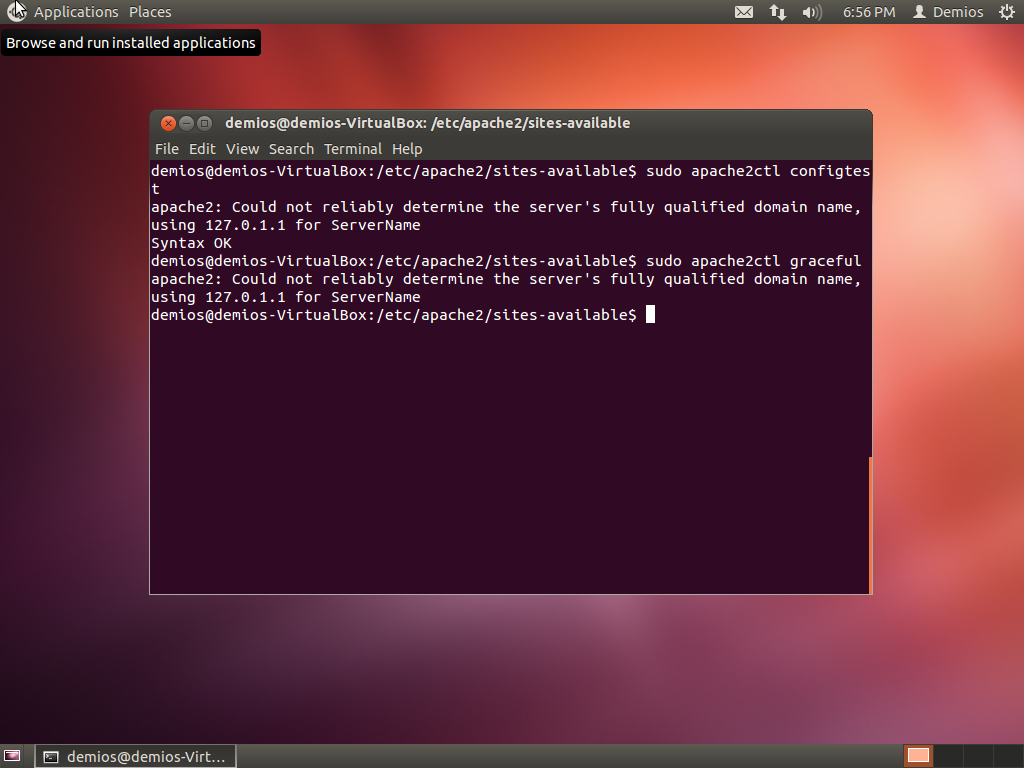 Applications Places 6:56 PM Demios
Browse and run installed applications
demios@demios-VirtualBox: /etc/apache2/sites-available
File Edit View Search Terminal Help
demios@demios-VirtualBox:/etc/apache2/sites-available$ sudo apache2ctl configtes
t
apache2: Could not reliably determine the server's fully qualified domain name,
using 127.0.1.1 for ServerName
Syntax OK
demios@demios-VirtualBox:/etc/apache2/sites-available$ sudo apache2ctl graceful
apache2: Could not reliably determine the server's fully qualified domain name,
using 127.0.1.1 for ServerName
demios@demios-VirtualBox:/etc/apache2/sites-available$
demios@demios-Virt...